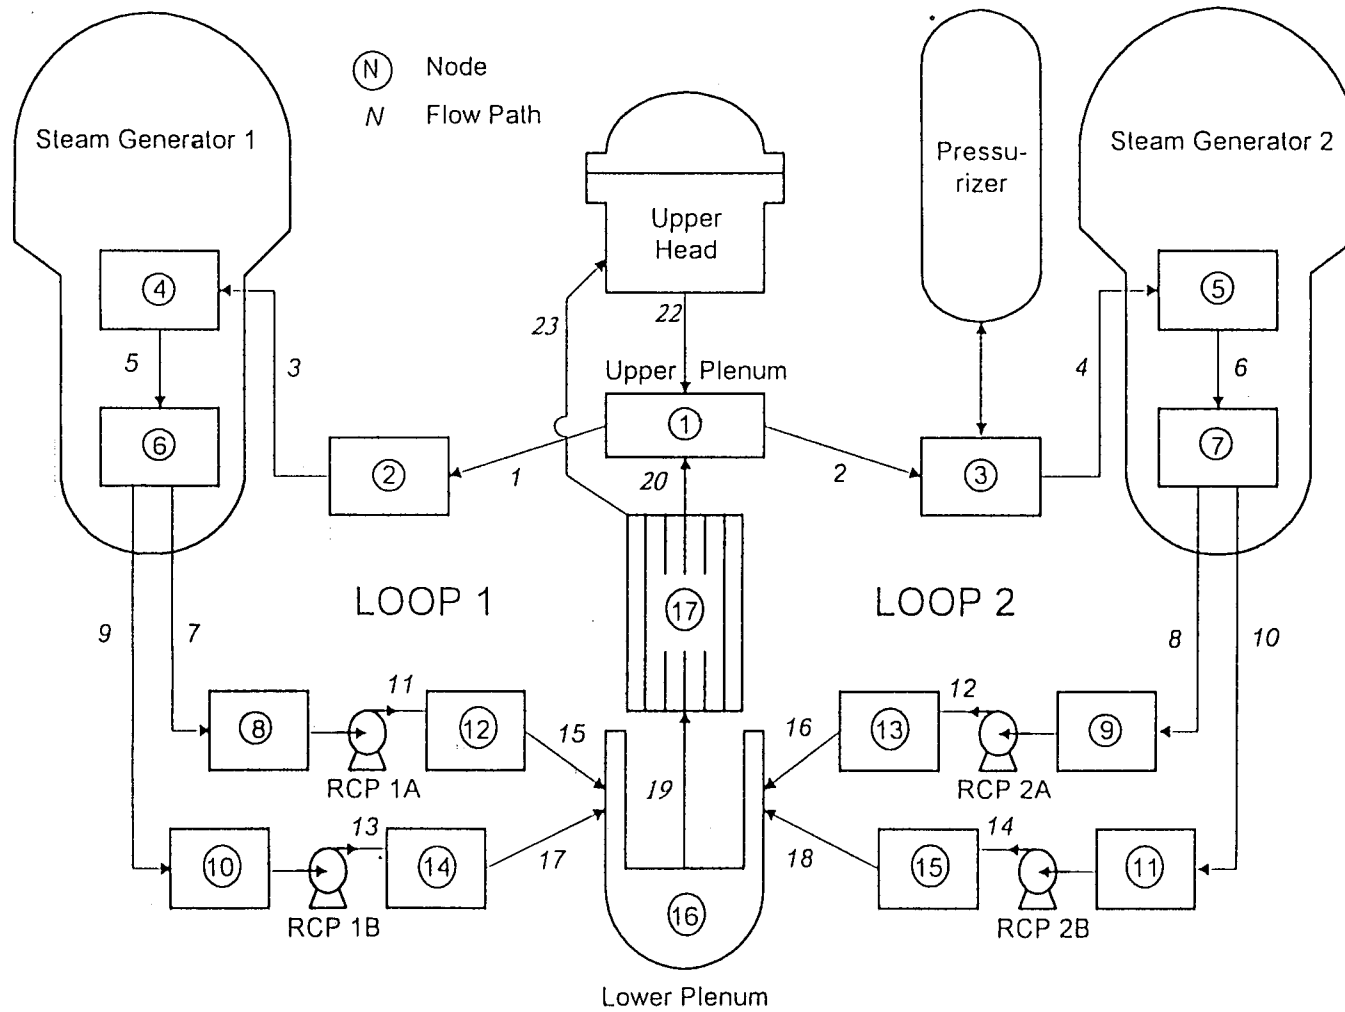 N Node
N Flow Path
Steam Generator 1
Steam Generator 2
Pressu-
rizer
Upper
Head
4
5
23
22
5
3
Upper Plenum
4
6
6
2
1
1
20
2
3
7
LOOP 1
17
LOOP 2
9
7
8
10
8
11
12
15
19
16
13
12
9
RCP 1A
RCP 2A
10
13
14
17
16
18
15
14
11
RCP 1B
RCP 2B
Lower Plenum